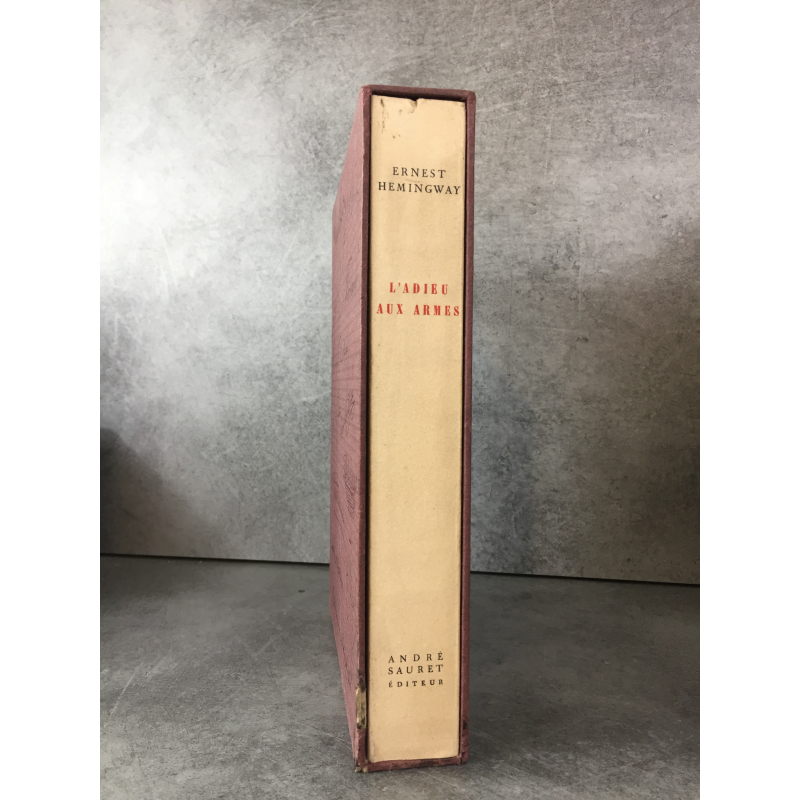 ERNEST
HEMINGWAY
L'ADIEU
AUX ARMES
ANDRÉ
SAURET
ÉDITEUR